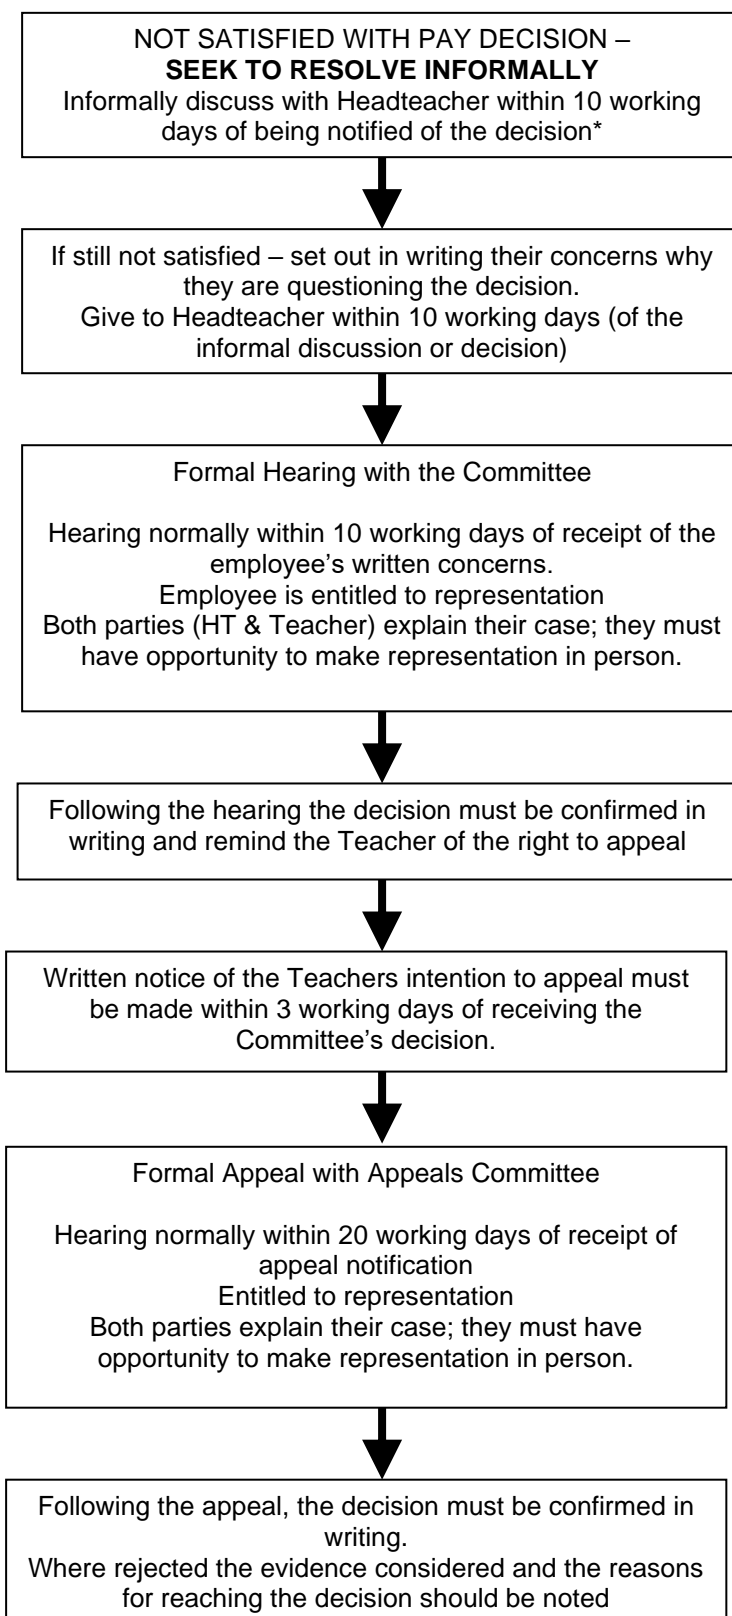 NOT SATISFIED WITH PAY DECISION –
SEEK TO RESOLVE INFORMALLY
Informally discuss with Headteacher within 10 working
days of being notified of the decision*
If still not satisfied – set out in writing their concerns why
they are questioning the decision.
Give to Headteacher within 10 working days (of the
informal discussion or decision)
Formal Hearing with the Committee
Hearing normally within 10 working days of receipt of the
employee’s written concerns.
Employee is entitled to representation
Both parties (HT & Teacher) explain their case; they must
have opportunity to make representation in person.
Following the hearing the decision must be confirmed in
writing and remind the Teacher of the right to appeal
Written notice of the Teachers intention to appeal must
be made within 3 working days of receiving the
Committee’s decision.
Formal Appeal with Appeals Committee
Hearing normally within 20 working days of receipt of
appeal notification
Entitled to representation
Both parties explain their case; they must have
opportunity to make representation in person.
Following the appeal, the decision must be confirmed in
writing.
Where rejected the evidence considered and the reasons
for reaching the decision should be noted